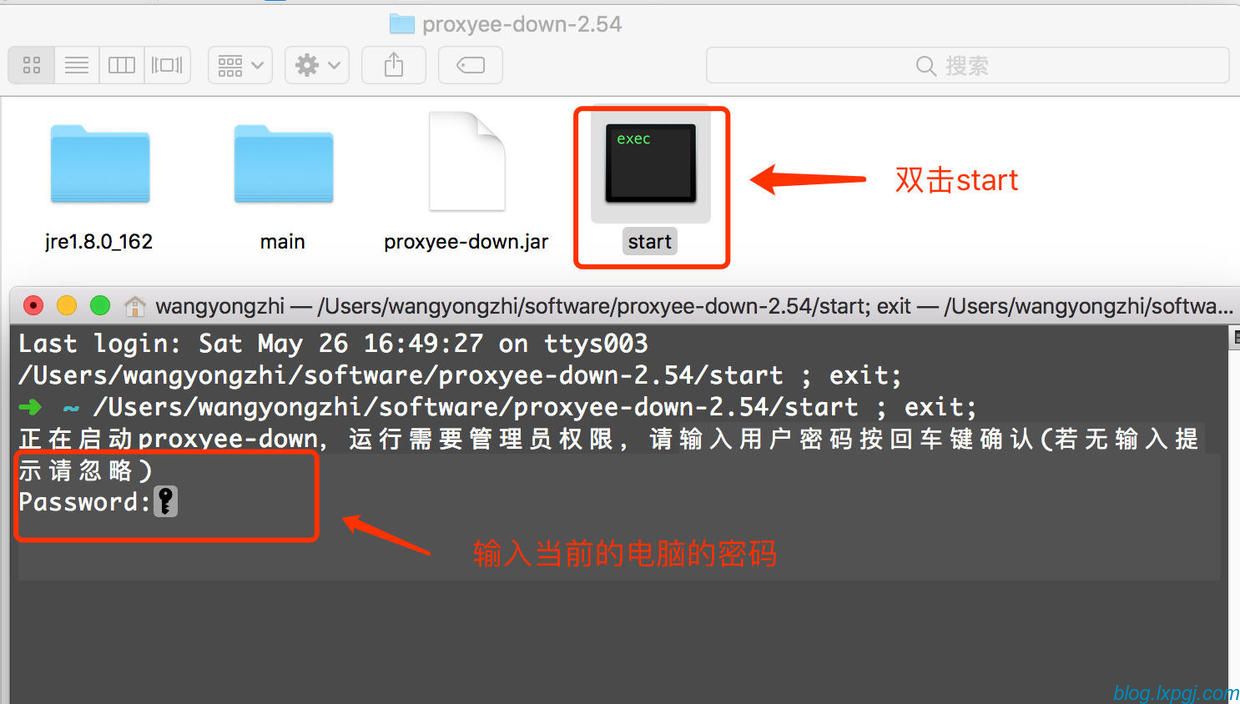 proxyee-down-2.54
搜索
exec
双击start
jre1.8.0_162
main
proxyee-down.jar
start
wangyongzhi — /Users/wangyongzhi/software/proxyee-down-2.54/start; exit — /Users/wangyongzhi/softwa...
Last login: Sat May 26 16:49:27 on ttys003
/Users/wangyongzhi/software/proxyee-down-2.54/start ; exit;
➜ ~ /Users/wangyongzhi/software/proxyee-down-2.54/start ; exit;
正在启动proxyee-down, 运行需要管理员权限, 请输入用户密码按回车键确认(若无输入提
示请忽略)
Password:
输入当前的电脑的密码
blog.lxpgj.com